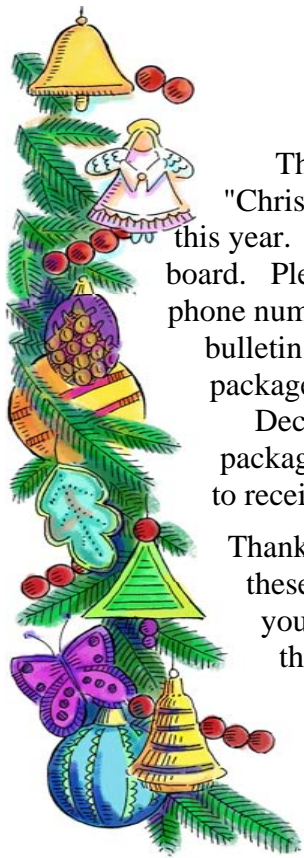 Th
"Chris
this year.
board. Ple
phone num
bulletin
package
Dec
packag
to recei
Thank
these
you
th